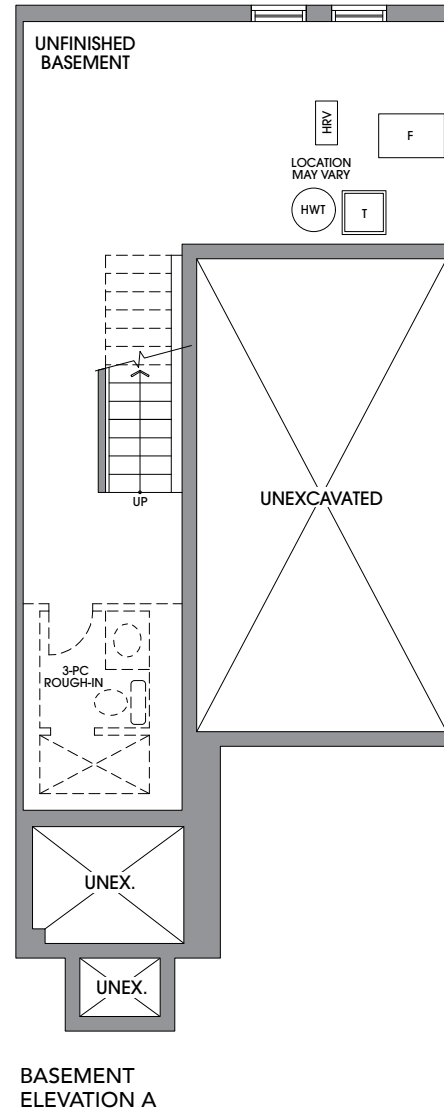 UNFINISHED
BASEMENT
HRV
F
LOCATION
MAY VARY
HWT
T
UNEXCAVATED
UP
3-PC
ROUGH-IN
UNEX.
UNEX.
BASEMENT
ELEVATION A